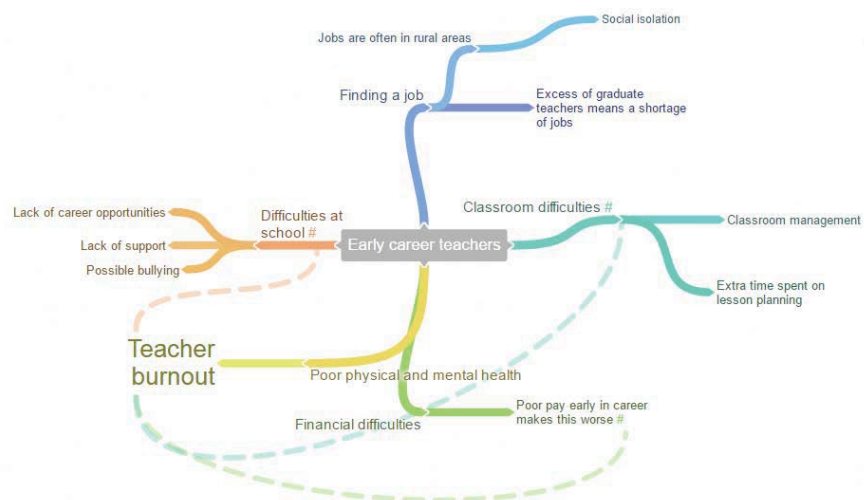 Social isolation
Jobs are often in rural areas
Finding a job
Excess of graduate
teachers means a shortage
of jobs
Lack of career opportunities
Lack of support
Possible bullying
Difficulties at
school #
Early career teachers
Classroom difficulties #
Classroom management
Extra time spent on
lesson planning
Teacher
burnout
Poor physical and mental health
Financial difficulties
Poor pay early in career
makes this worse #